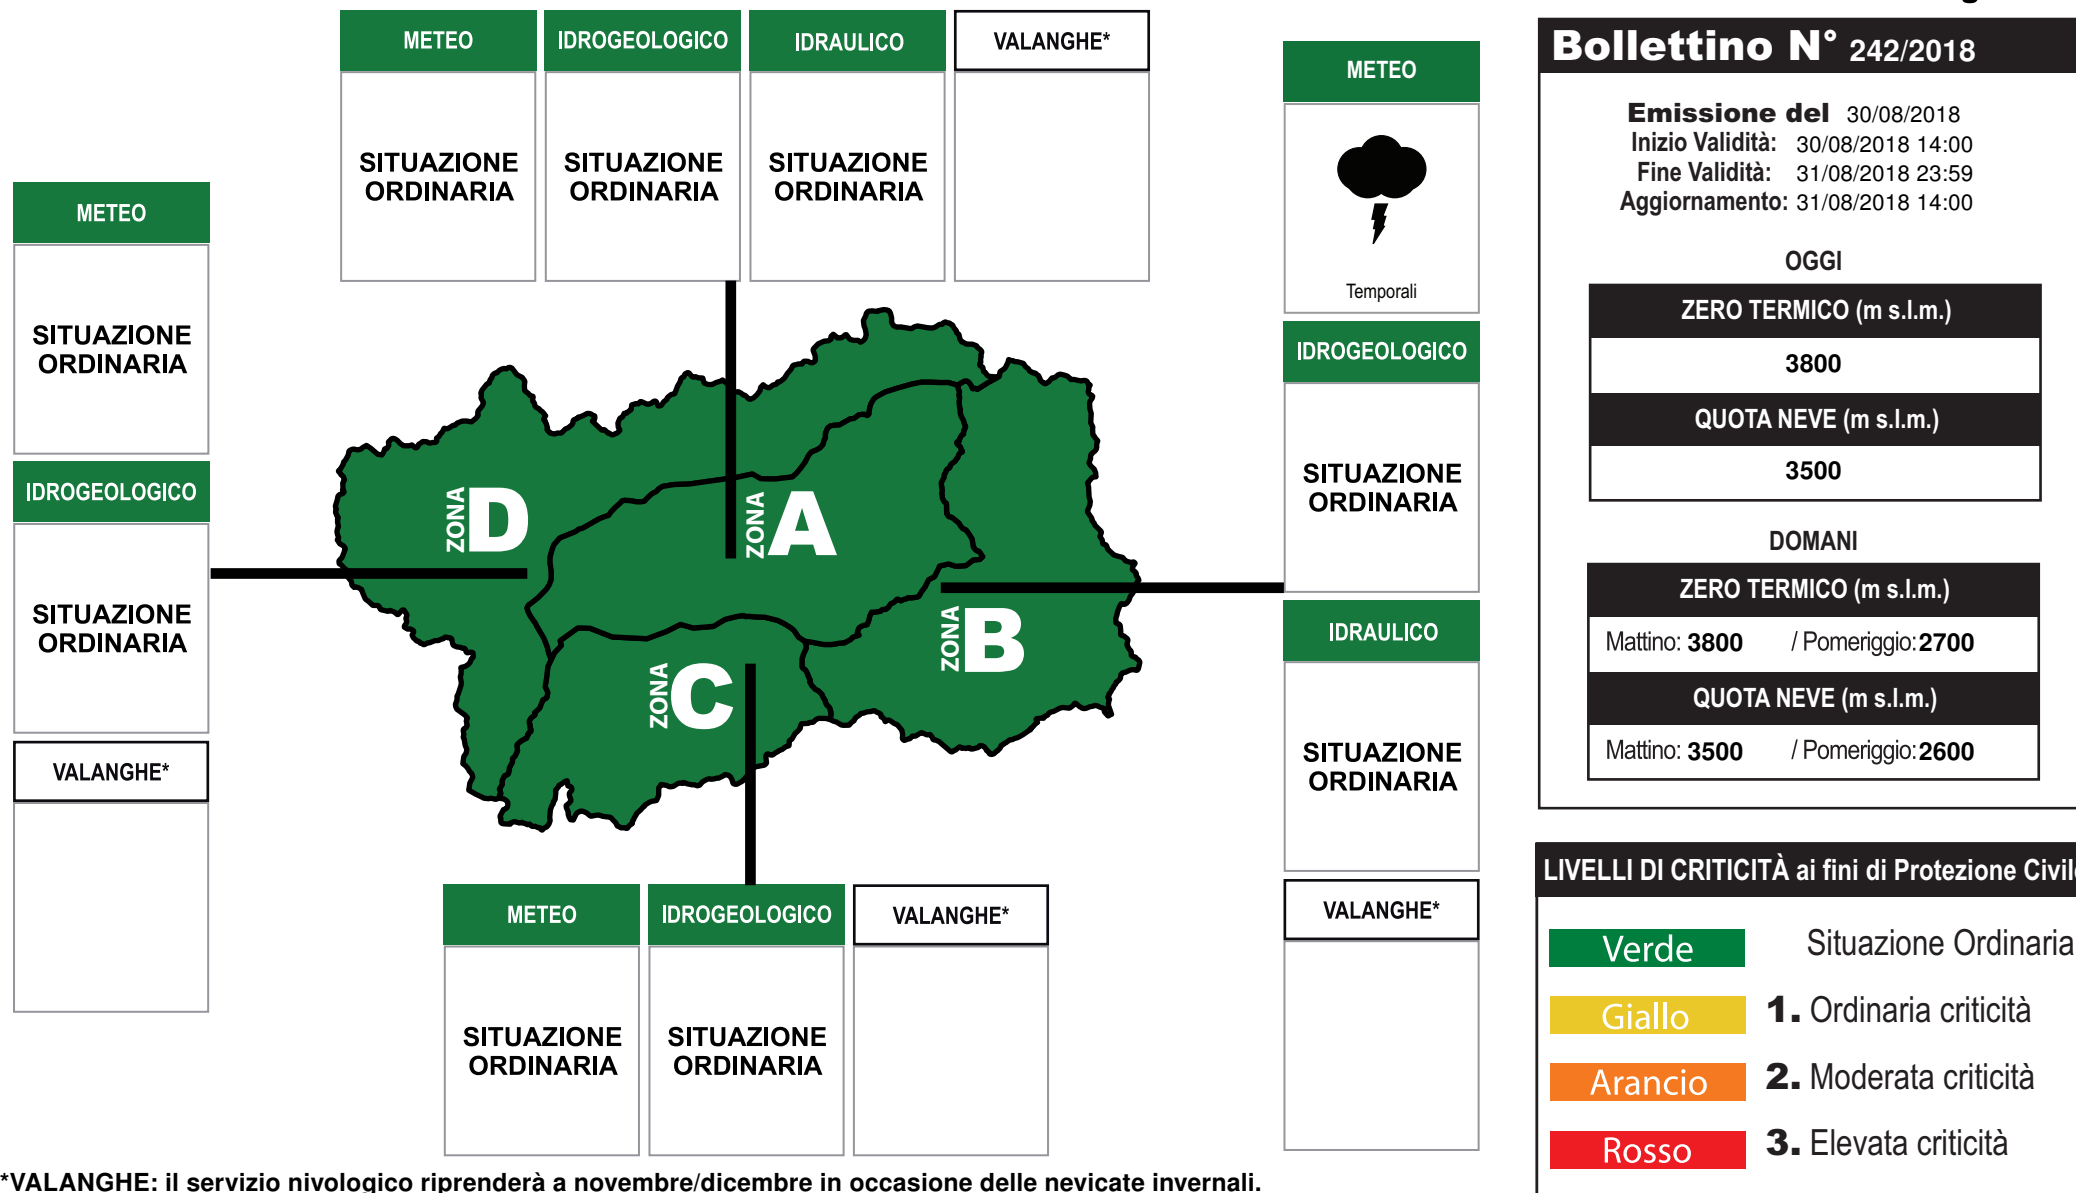 METEO
IDROGEOLOGICO
IDRAULICO
VALANGHE*
SITUAZIONE
ORDINARIA
SITUAZIONE
ORDINARIA
SITUAZIONE
ORDINARIA
METEO
SITUAZIONE
ORDINARIA
IDROGEOLOGICO
SITUAZIONE
ORDINARIA
VALANGHE*
ZONA D
ZONA A
ZONA B
ZONA C
METEO
Temporali
IDROGEOLOGICO
SITUAZIONE
ORDINARIA
IDRAULICO
SITUAZIONE
ORDINARIA
VALANGHE*
METEO
IDROGEOLOGICO
VALANGHE*
SITUAZIONE
ORDINARIA
SITUAZIONE
ORDINARIA
*VALANGHE: il servizio nivologico riprenderà a novembre/dicembre in occasione delle nevicate invernali.
Bollettino N° 242/2018
Emissione del 30/08/2018
Inizio Validità: 30/08/2018 14:00
Fine Validità: 31/08/2018 23:59
Aggiornamento: 31/08/2018 14:00
OGGI
ZERO TERMICO (m s.l.m.)
3800
QUOTA NEVE (m s.l.m.)
3500
DOMANI
ZERO TERMICO (m s.l.m.)
Mattino: 3800 / Pomeriggio: 2700
QUOTA NEVE (m s.l.m.)
Mattino: 3500 / Pomeriggio: 2600
LIVELLI DI CRITICITÀ ai fini di Protezione Civile
Verde Situazione Ordinaria
Giallo 1. Ordinaria criticità
Arancio 2. Moderata criticità
Rosso 3. Elevata criticità